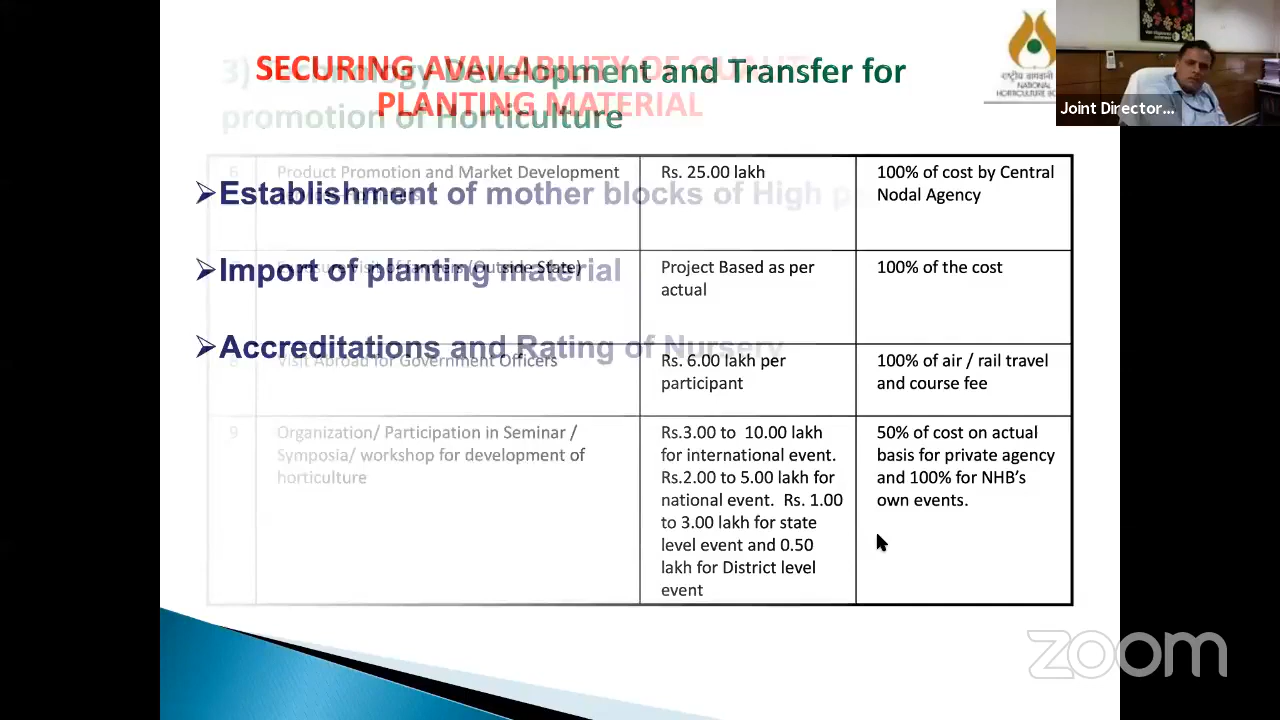 3) Technology Development and Transfer for
promotion of Horticulture
SECURING AVAILABILITY OF QUALITY
PLANTING MATERIAL
➢Establishment of mother blocks of High
➢Import of planting material
➢Accreditations and Rating of Nursery
6 Product Promotion and Market Development Rs. 25.00 lakh 100% of cost by Central
Nodal Agency
visit of farmers (Outside State) Project Based as per 100% of the cost
actual
8 Visit Abroad for Government Officers Rs. 6.00 lakh per 100% of air / rail travel
participant and course fee
9 Organization/ Participation in Seminar / Rs.3.00 to 10.00 lakh 50% of cost on actual
Symposia/ workshop for development of for international event. basis for private agency
horticulture Rs.2.00 to 5.00 lakh for and 100% for NHB's
national event. Rs. 1.00 own events.
to 3.00 lakh for state
level event and 0.50
lakh for District level
event
राष्ट्रीय बागवानी
NATIONAL
Joint Director...
zoom